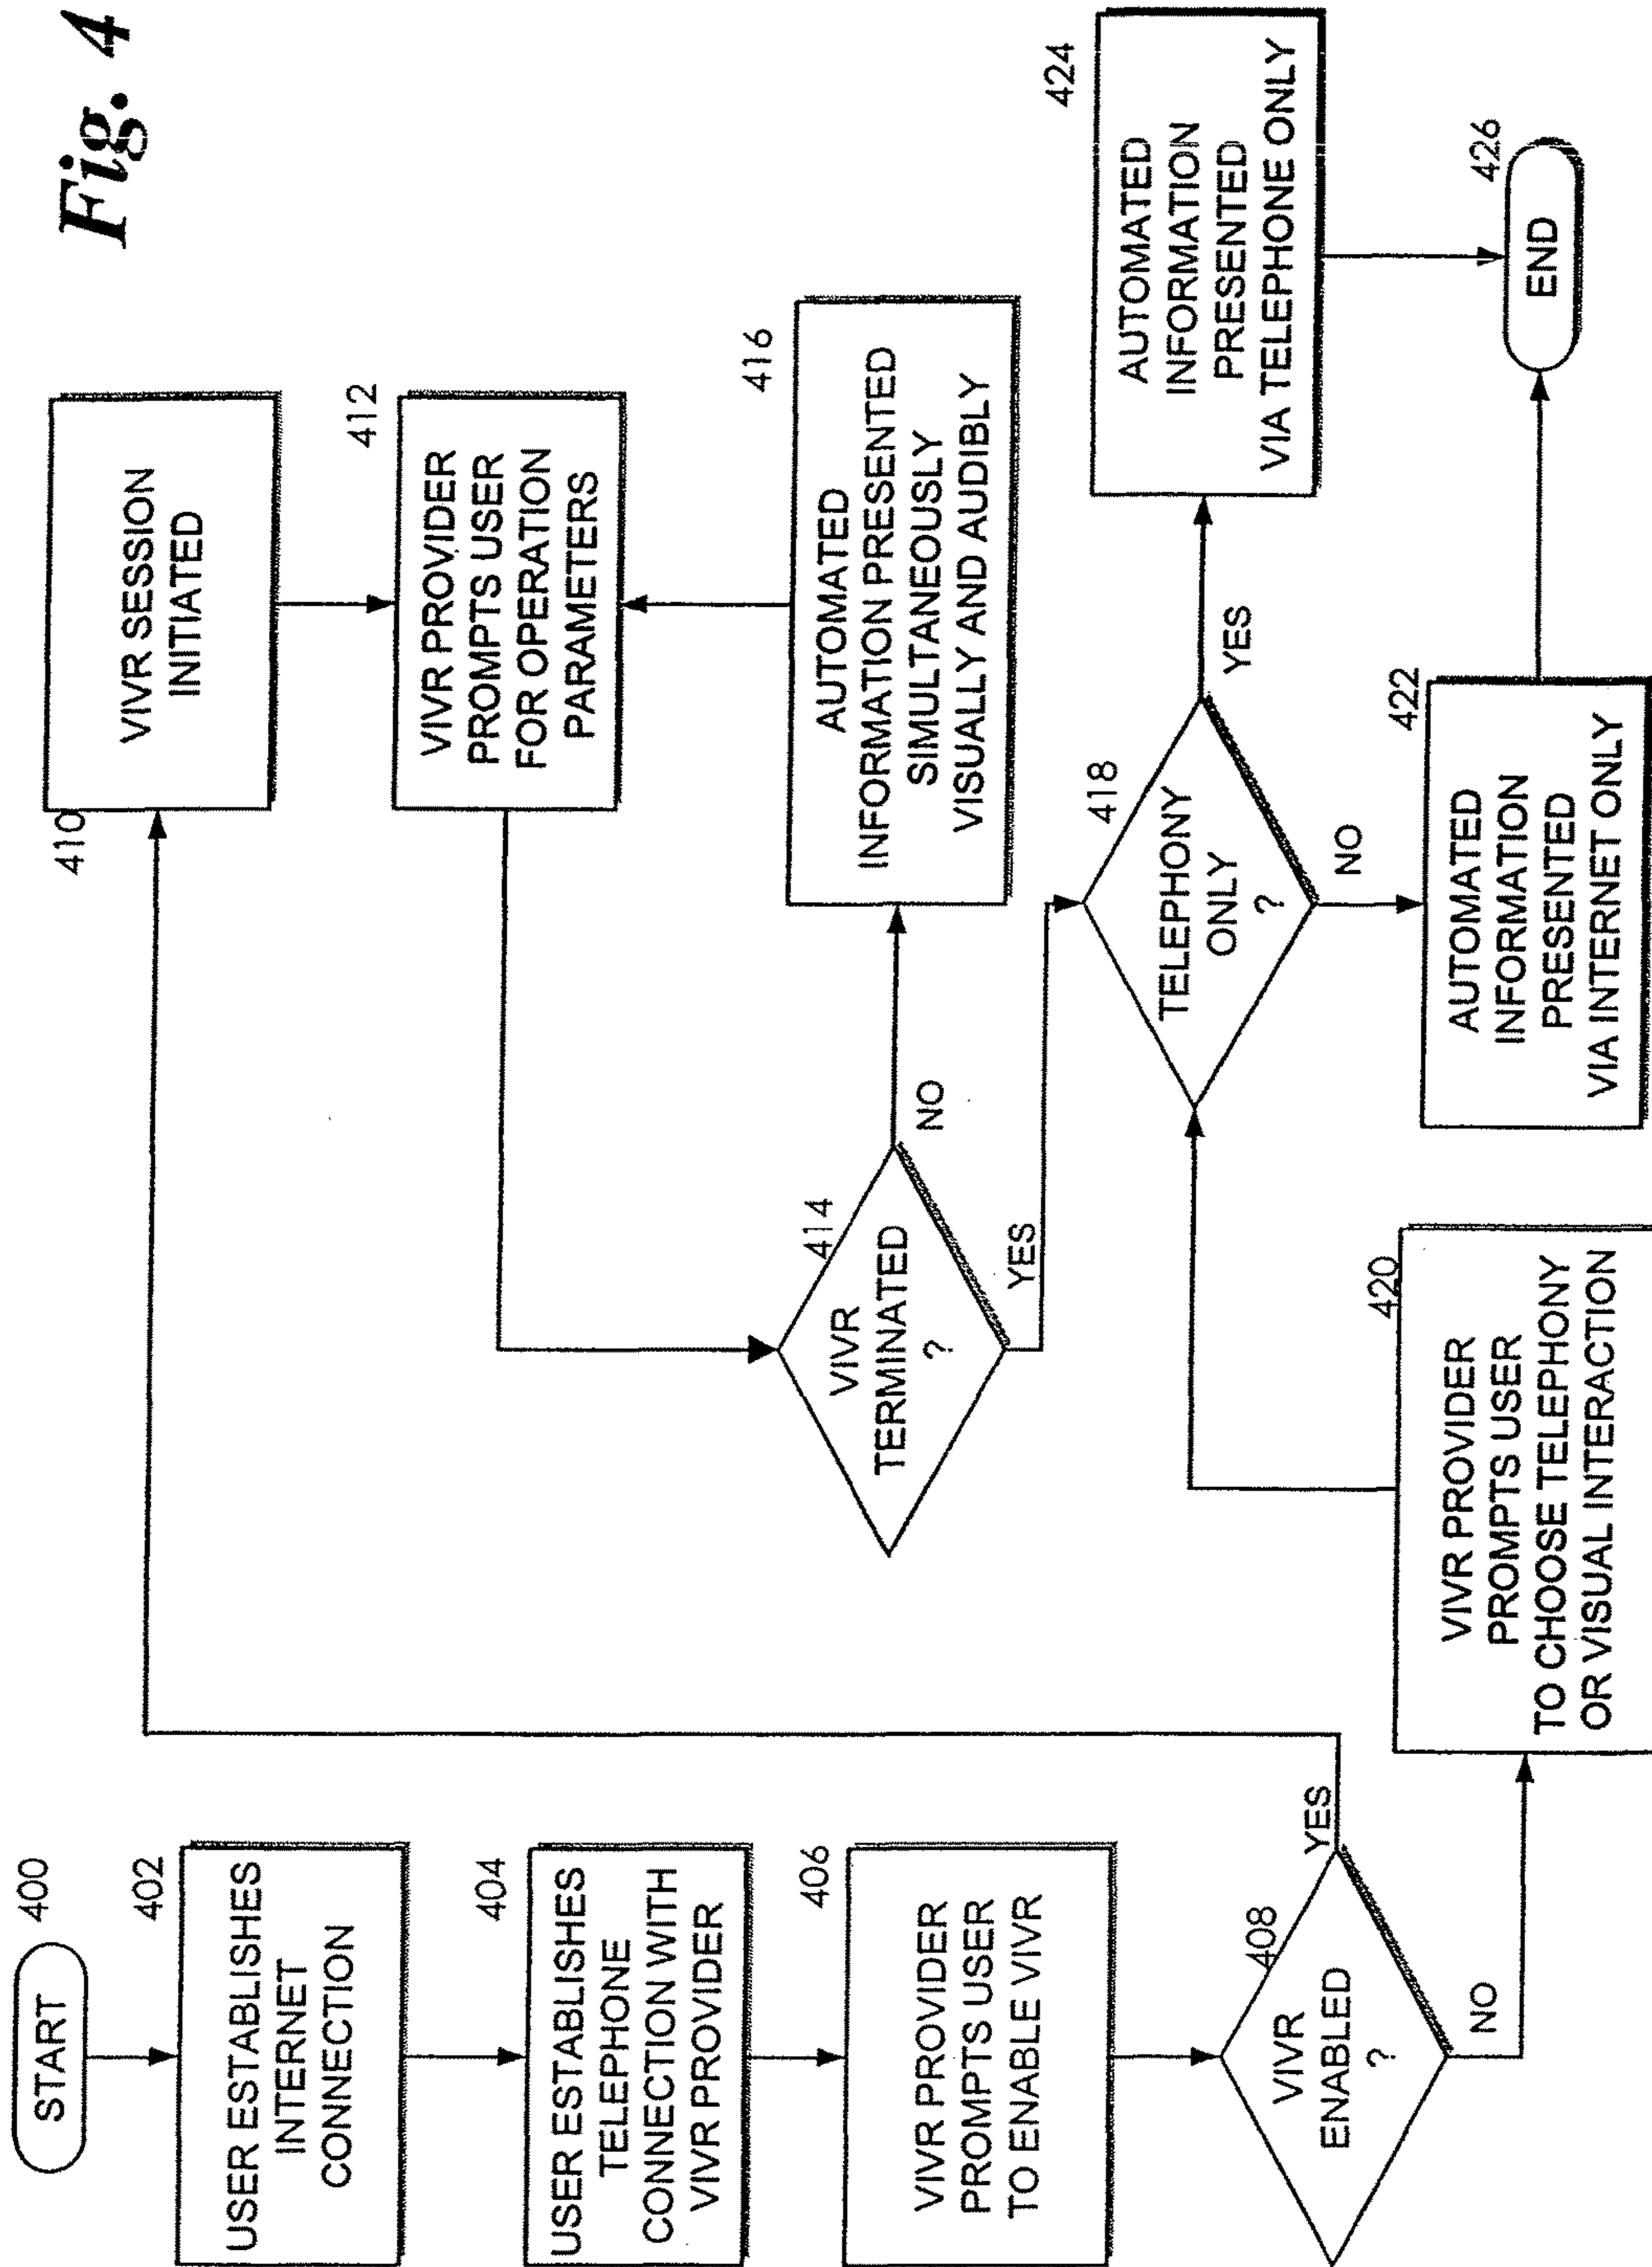 Fig. 4
START
400
402
USER ESTABLISHES
INTERNET
CONNECTION
404
USER ESTABLISHES
TELEPHONE
CONNECTION WITH
VIVR PROVIDER
406
VIVR PROVIDER
PROMPTS USER
TO ENABLE VIVR
408
VIVR
ENABLED
?
YES
NO
410
VIVR SESSION
INITIATED
412
VIVR PROVIDER
PROMPTS USER
FOR OPERATION
PARAMETERS
414
VIVR
TERMINATED
?
NO
YES
416
AUTOMATED
INFORMATION PRESENTED
SIMULTANEOUSLY
VISUALLY AND AUDIBLY
418
TELEPHONY
ONLY
?
YES
NO
420
VIVR PROVIDER
PROMPTS USER
TO CHOOSE TELEPHONY
OR VISUAL INTERACTION
422
AUTOMATED
INFORMATION
PRESENTED
VIA INTERNET ONLY
424
AUTOMATED
INFORMATION
PRESENTED
VIA TELEPHONE ONLY
426
END